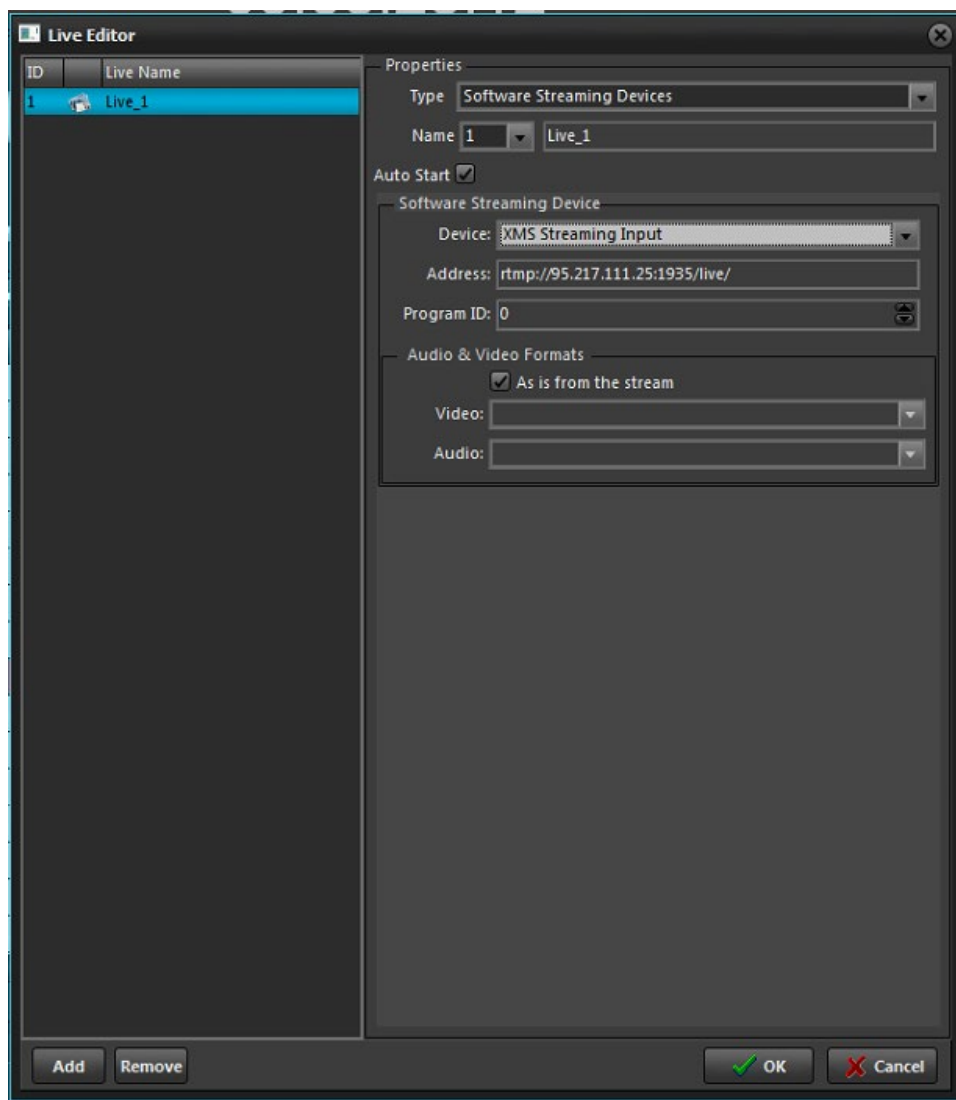 Live Editor
ID Live Name
1 Live_1
Properties
Type Software Streaming Devices
Name 1 Live_1
Auto Start
Software Streaming Device
Device: XMS Streaming Input
Address: rtmp://95.217.111.25:1935/live/
Program ID: 0
Audio & Video Formats
As is from the stream
Video:
Audio:
Add Remove OK Cancel